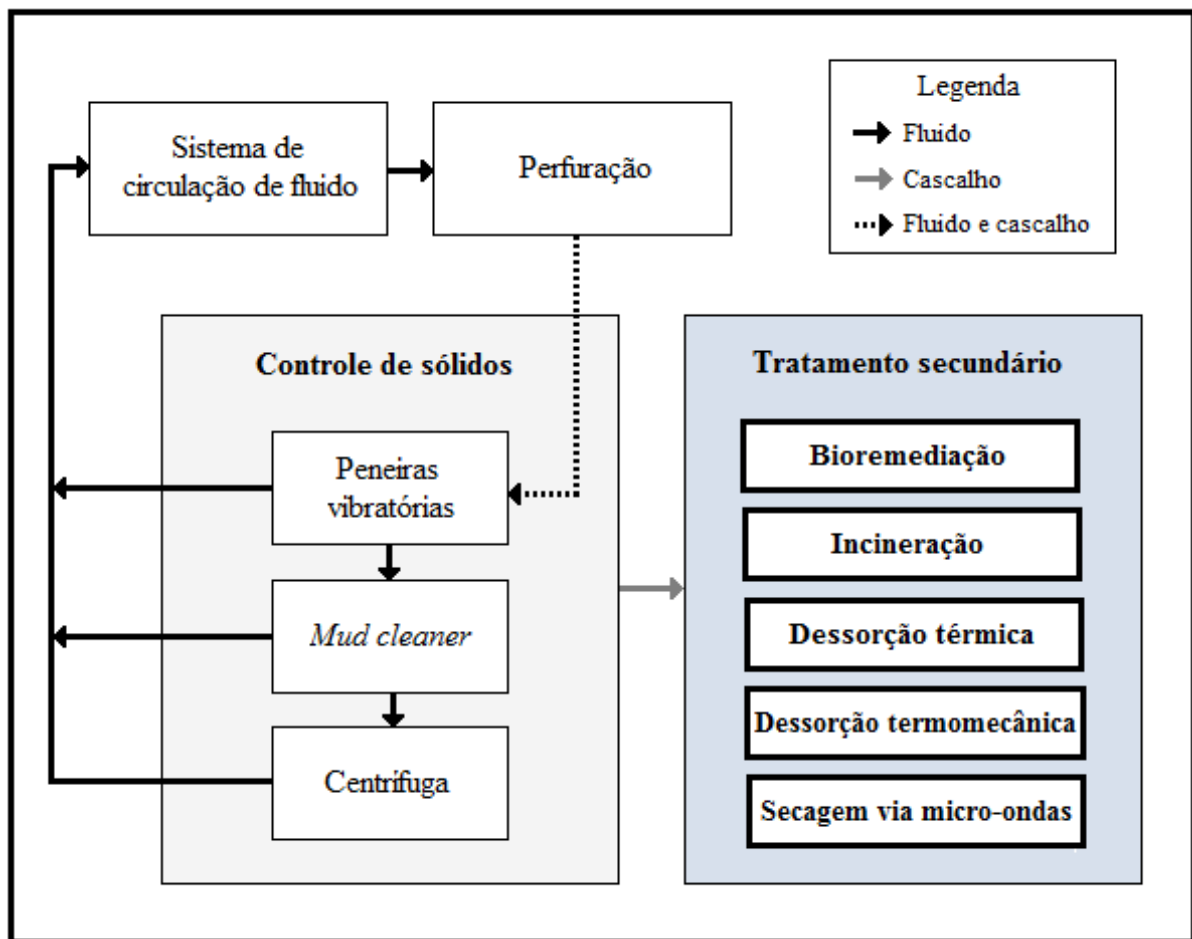 Legenda
Fluido
Cascalho
Fluido e cascalho
Sistema de
circulação de fluido
Perfuração
Controle de sólidos
Peneiras
vibratórias
Mud cleaner
Centrífuga
Tratamento secundário
Bioremediação
Incineração
Dessorção térmica
Dessorção termomecânica
Secagem via micro-ondas